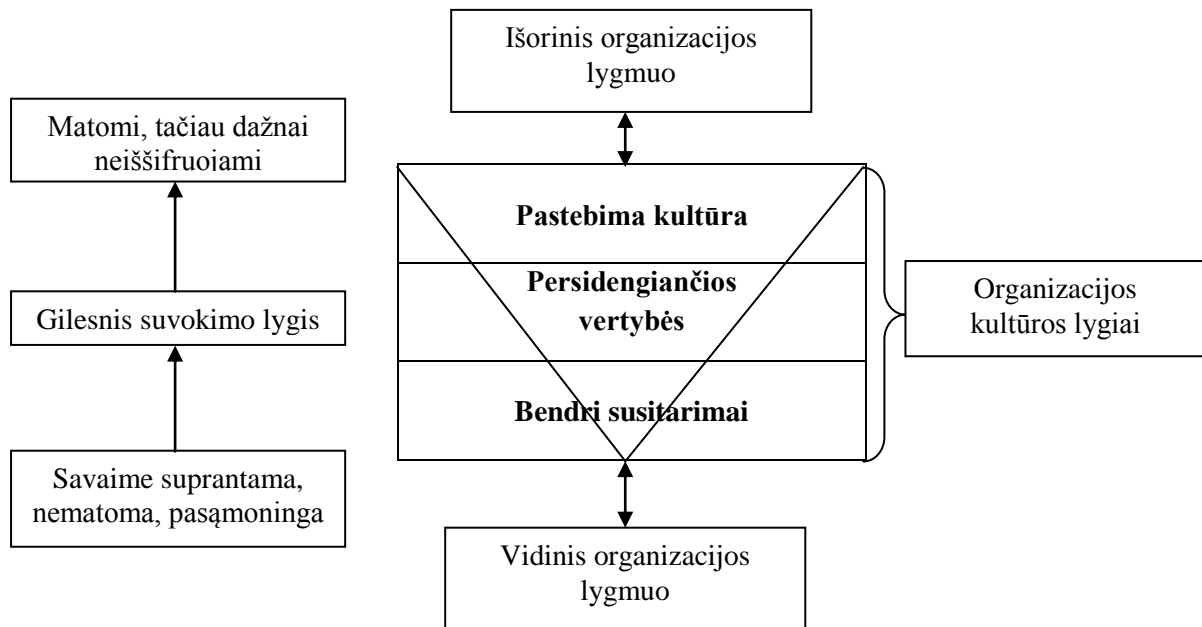 Išorinis organizacijos
lygmuo
Matomi, tačiau dažnai
neiššifruojami
Pastebima kultūra
Persidengiančios
vertybės
Gilesnis suvokimo lygis
Organizacijos
kultūros lygiai
Bendri susitarimai
Savaime suprantama,
nematoma, pasąmoninga
Vidinis organizacijos
lygmuo